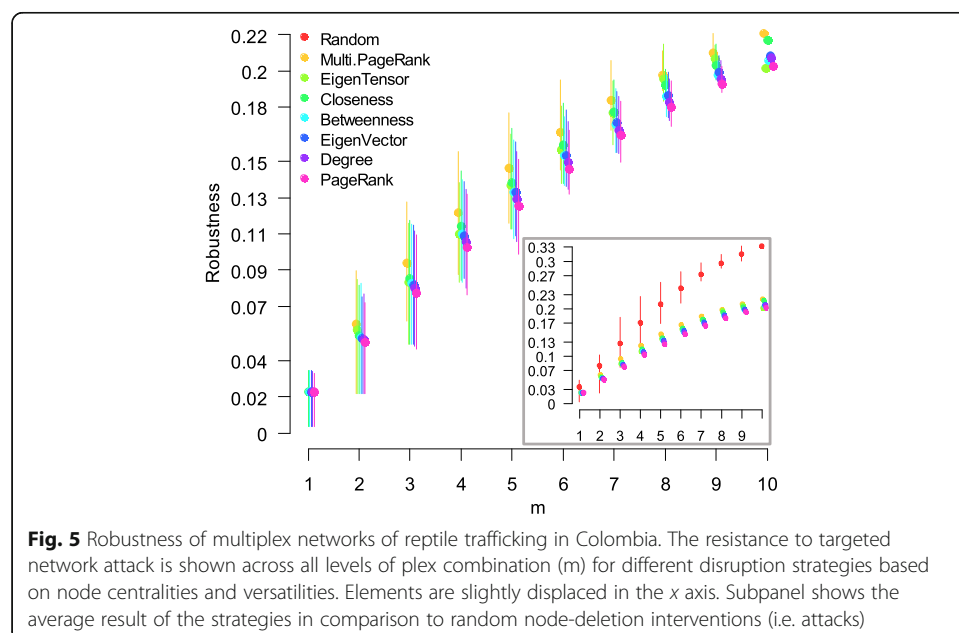 0.22
0.2
0.18
0.15
0.13
0.11
0.09
0.07
0.04
0.02
0
Robustness
Random
Multi.PageRank
EigenTensor
Closeness
Betweenness
EigenVector
Degree
PageRank
0.33
0.3
0.27
0.23
0.2
0.17
0.13
0.1
0.07
0.03
0
1 2 3 4 5 6 7 8 9
1 2 3 4 5 6 7 8 9 10
m
Fig. 5 Robustness of multiplex networks of reptile trafficking in Colombia. The resistance to targeted
network attack is shown across all levels of plex combination (m) for different disruption strategies based
on node centralities and versatilities. Elements are slightly displaced in the x axis. Subpanel shows the
average result of the strategies in comparison to random node-deletion interventions (i.e. attacks)